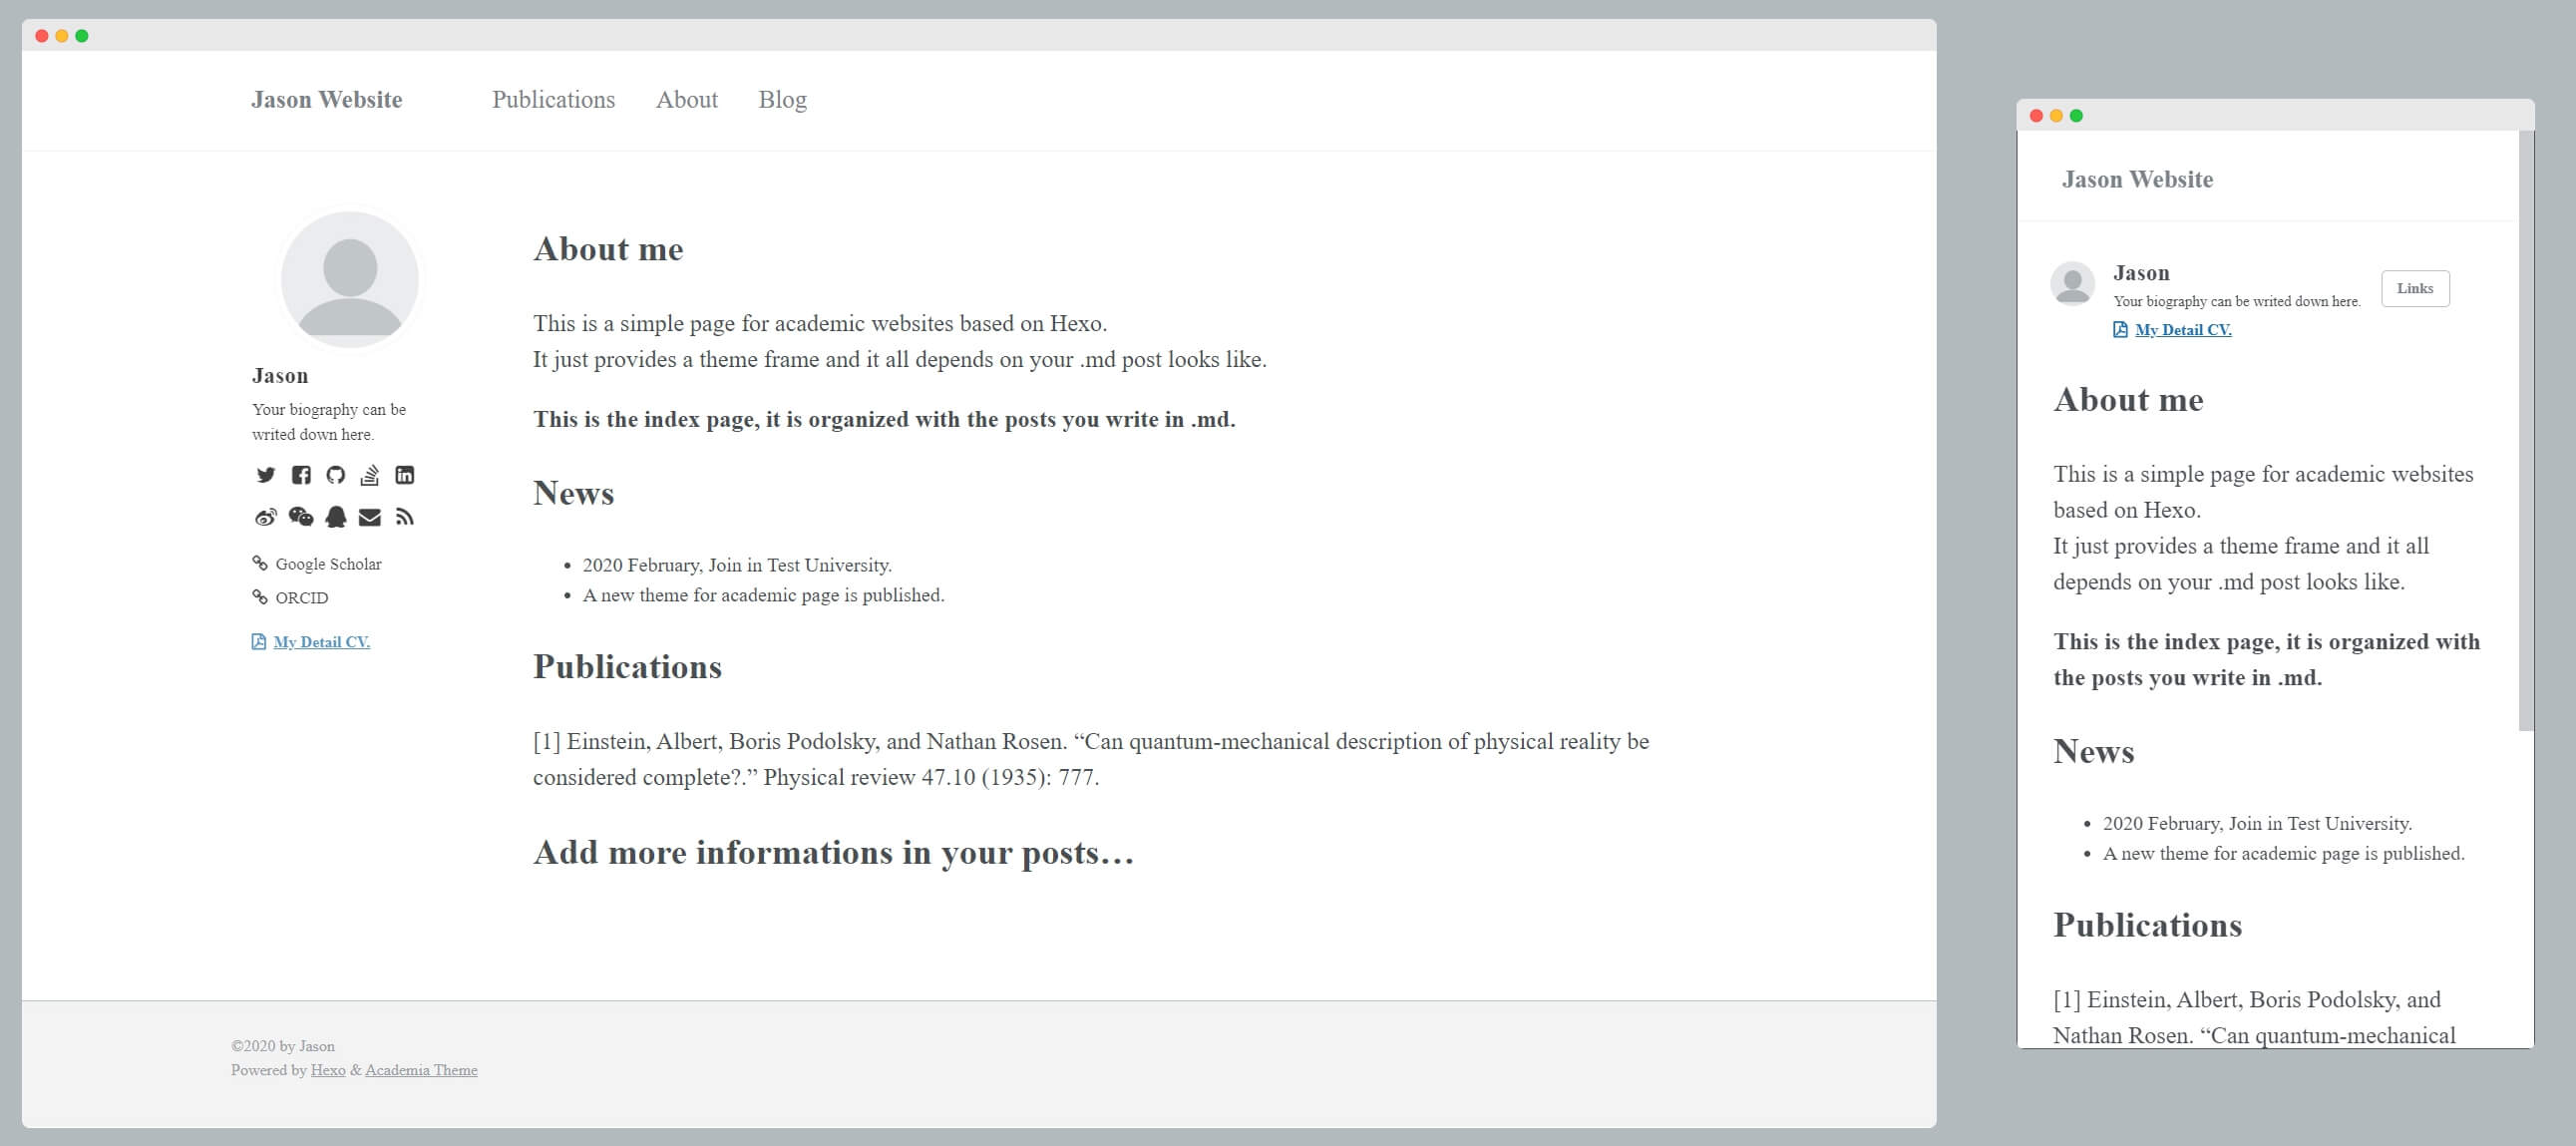 Jason Website Publications About Blog
Jason
Your biography can be
writed down here.
Google Scholar
ORCID
My Detail CV.
About me
This is a simple page for academic websites based on Hexo.
It just provides a theme frame and it all depends on your .md post looks like.
This is the index page, it is organized with the posts you write in .md.
News
• 2020 February, Join in Test University.
• A new theme for academic page is published.
Publications
[1] Einstein, Albert, Boris Podolsky, and Nathan Rosen. “Can quantum-mechanical description of physical reality be
considered complete?.” Physical review 47.10 (1935): 777.
Add more informations in your posts…
©2020 by Jason
Powered by Hexo & Academia Theme
Jason Website
Jason
Your biography can be writed down here.
Links
My Detail CV.
About me
This is a simple page for academic websites
based on Hexo.
It just provides a theme frame and it all
depends on your .md post looks like.
This is the index page, it is organized with
the posts you write in .md.
News
• 2020 February, Join in Test University.
• A new theme for academic page is published.
Publications
[1] Einstein, Albert, Boris Podolsky, and
Nathan Rosen. “Can quantum-mechanical